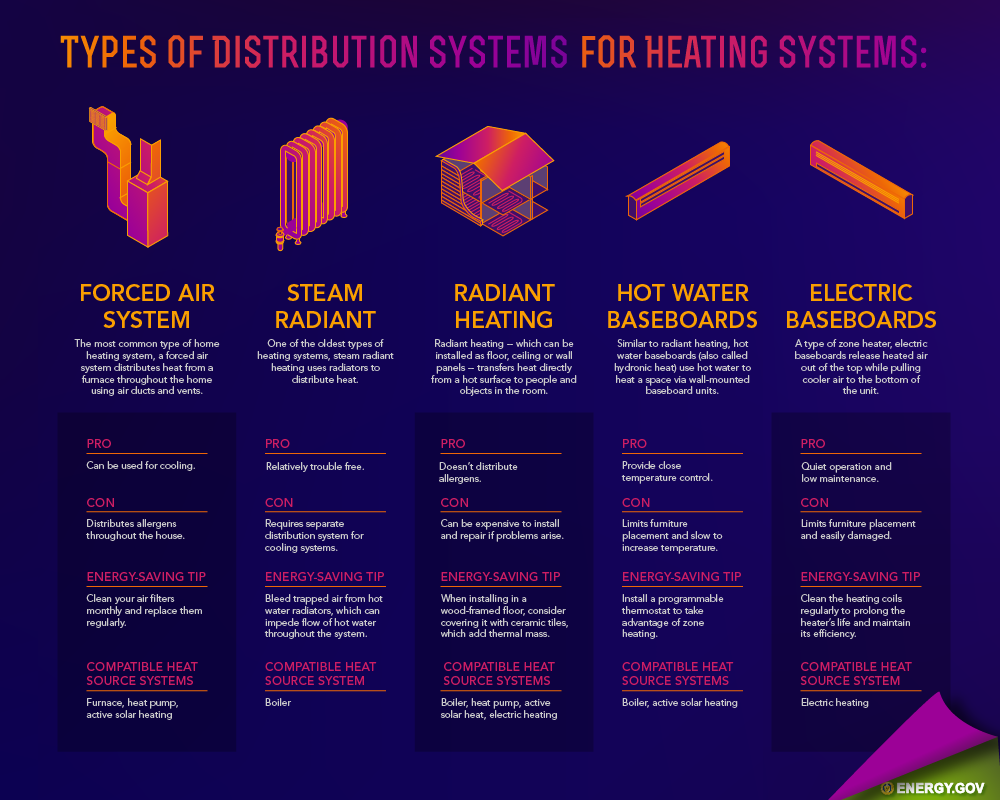 TYPES OF DISTRIBUTION SYSTEMS FOR HEATING SYSTEMS:
FORCED AIR
SYSTEM
The most common type of home
heating system, a forced air
system distributes heat from a
furnace throughout the home
using air ducts and vents.
PRO
Can be used for cooling.
CON
Distributes allergens
throughout the house.
ENERGY-SAVING TIP
Clean your air filters
monthly and replace them
regularly.
COMPATIBLE HEAT
SOURCE SYSTEMS
Furnace, heat pump,
active solar heating
STEAM
RADIANT
One of the oldest types of
heating systems, steam radiant
heating uses radiators to
distribute heat.
PRO
Relatively trouble free.
CON
Requires separate
distribution system for
cooling systems.
ENERGY-SAVING TIP
Bleed trapped air from hot
water radiators, which can
impede flow of hot water
throughout the system.
COMPATIBLE HEAT
SOURCE SYSTEM
Boiler
RADIANT
HEATING
Radiant heating -- which can be
installed as floor, ceiling or wall
panels -- transfers heat directly
from a hot surface to people and
objects in the room.
PRO
Doesn't distribute
allergens.
CON
Can be expensive to install
and repair if problems arise.
ENERGY-SAVING TIP
When installing in a
wood-framed floor, consider
covering it with ceramic tiles,
which add thermal mass.
COMPATIBLE HEAT
SOURCE SYSTEMS
Boiler, heat pump, active
solar heat, electric heating
HOT WATER
BASEBOARDS
Similar to radiant heating, hot
water baseboards (also called
hydronic heat) use hot water to
heat a space via wall-mounted
baseboard units.
PRO
Provide close
temperature control.
CON
Limits furniture
placement and slow to
increase temperature.
ENERGY-SAVING TIP
Install a programmable
thermostat to take
advantage of zone
heating.
COMPATIBLE HEAT
SOURCE SYSTEMS
Boiler, active solar heating
ELECTRIC
BASEBOARDS
A type of zone heater, electric
baseboards release heated air
out of the top while pulling
cooler air to the bottom of
the unit.
PRO
Quiet operation and
low maintenance.
CON
Limits furniture placement
and easily damaged.
ENERGY-SAVING TIP
Clean the heating coils
regularly to prolong the
heater's life and maintain
its efficiency.
COMPATIBLE HEAT
SOURCE SYSTEM
Electric heating
ENERGY.GOV